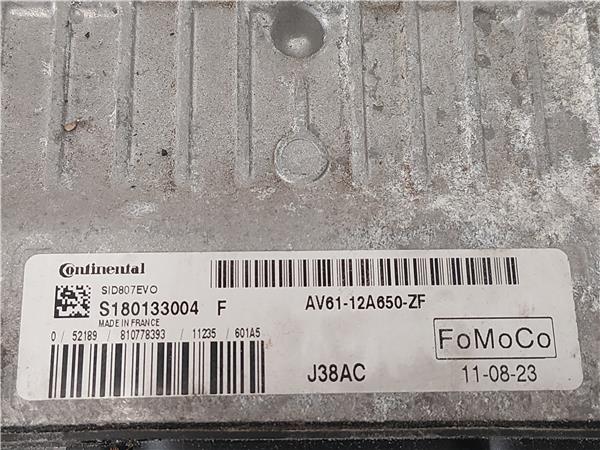 Continental
SID807EVO
S180133004 F
MADE IN FRANCE
0 / 52189 / 810778393 / 11235 / 601A5
AV61-12A650-ZF
FoMoCo
J38AC
11-08-23